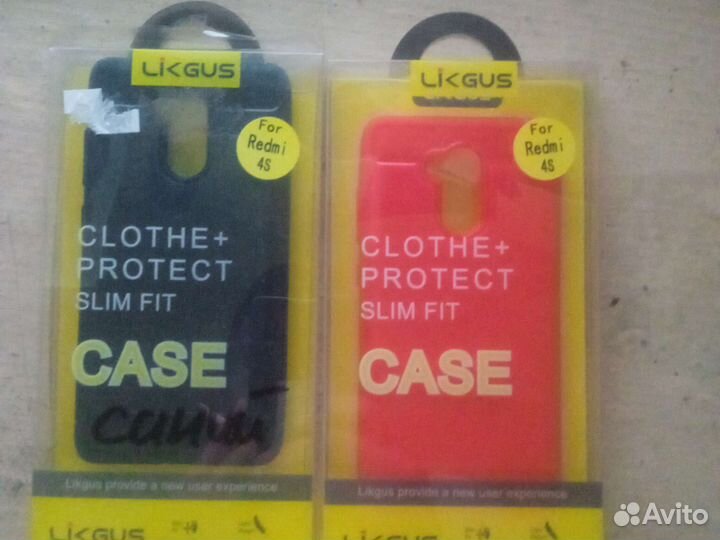 LIKGUS
For
Redmi
4S
CLOTHE+
PROTECT
SLIM FIT
CASE
синий
Likgus provide a new user experience
LIKGUS
LIKGUS
For
Redmi
4S
CLOTHE+
PROTECT
SLIM FIT
CASE
Likgus provide a new user experience
LIKGUS
Avito